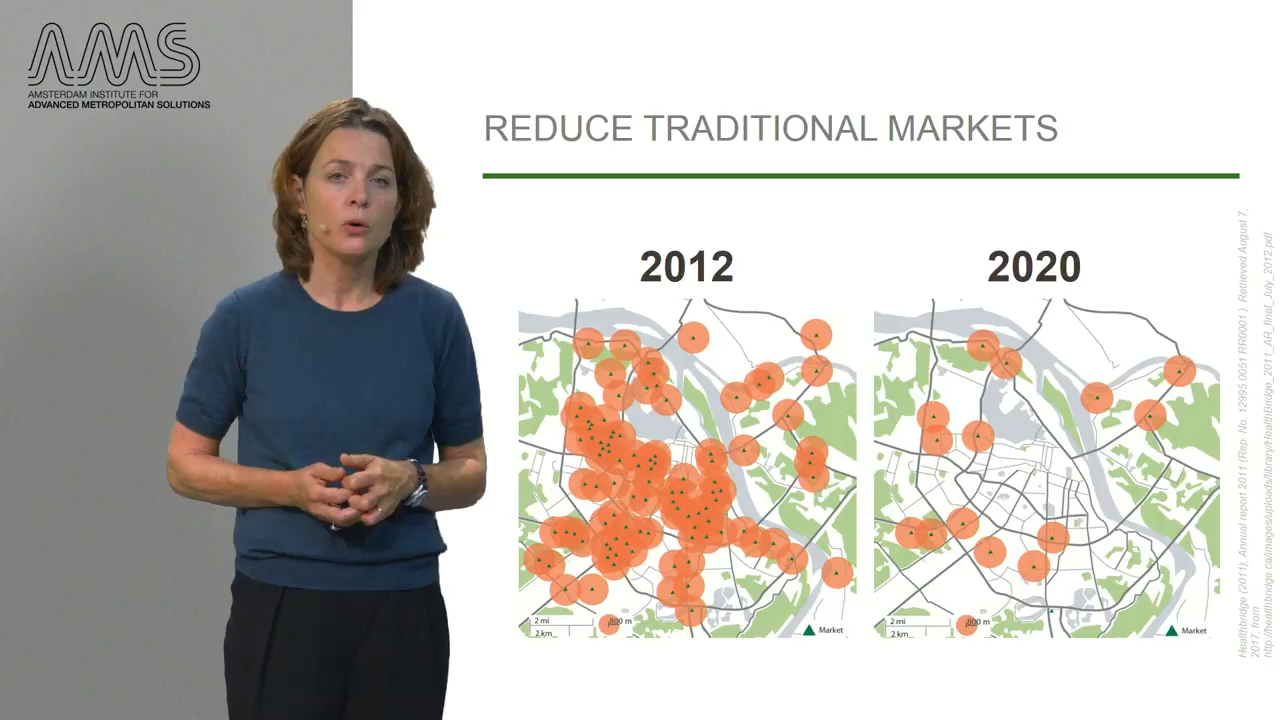 AMS
AMSTERDAM INSTITUTE FOR
ADVANCED METROPOLITAN SOLUTIONS
REDUCE TRADITIONAL MARKETS
2012
2020
2 mi
2 km
800 m
Market
2 mi
2 km
800 m
Market
Healthbridge (2011), Annual report 2011 (Rep. No. 12995 0051 RR0001 ). Retrieved August 7,
2017, from
http://healthbridge.ca/images/uploads/library/HealthBridge_2011_AR_final_July_2012.pdf